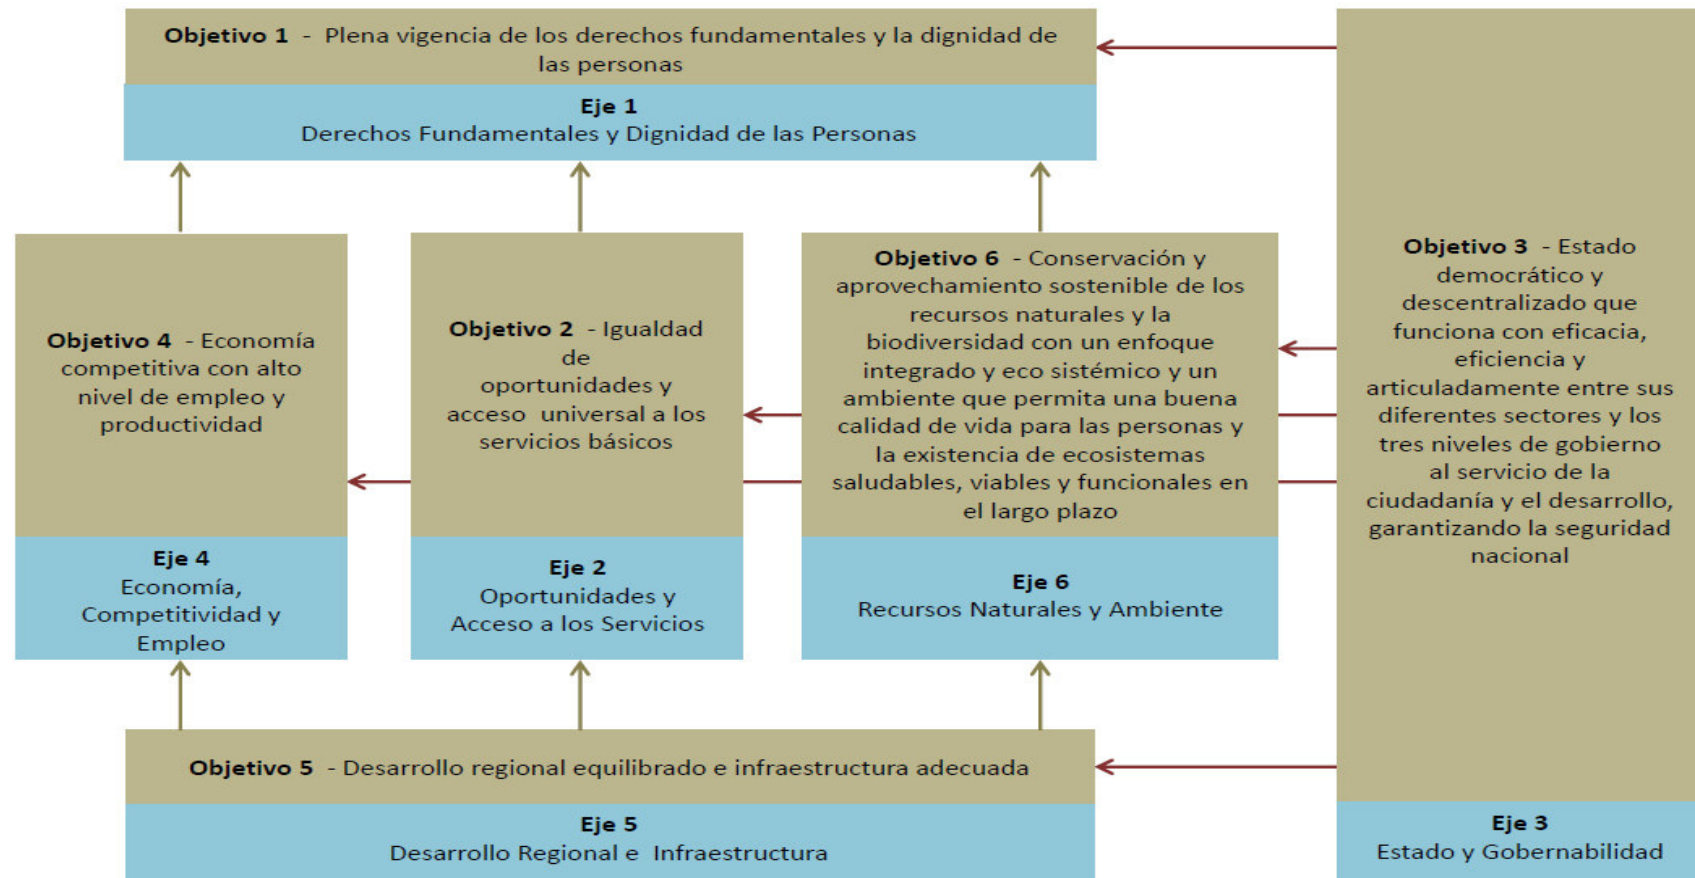 Objetivo 1 - Plena vigencia de los derechos fundamentales y la dignidad de
las personas
Eje 1
Derechos Fundamentales y Dignidad de las Personas
Objetivo 4 - Economía
competitiva con alto
nivel de empleo y
productividad
Eje 4
Economía,
Competitividad y
Empleo
Objetivo 2 - Igualdad
de
oportunidades y
acceso universal a los
servicios básicos
Eje 2
Oportunidades y
Acceso a los Servicios
Objetivo 6 - Conservación y
aprovechamiento sostenible de los
recursos naturales y la
biodiversidad con un enfoque
integrado y eco sistémico y un
ambiente que permita una buena
calidad de vida para las personas y
la existencia de ecosistemas
saludables, viables y funcionales en
el largo plazo
Eje 6
Recursos Naturales y Ambiente
Objetivo 3 - Estado
democrático y
descentralizado que
funciona con eficacia,
eficiencia y
articuladamente entre sus
diferentes sectores y los
tres niveles de gobierno
al servicio de la
ciudadanía y el desarrollo,
garantizando la seguridad
nacional
Eje 3
Estado y Gobernabilidad
Objetivo 5 - Desarrollo regional equilibrado e infraestructura adecuada
Eje 5
Desarrollo Regional e Infraestructura